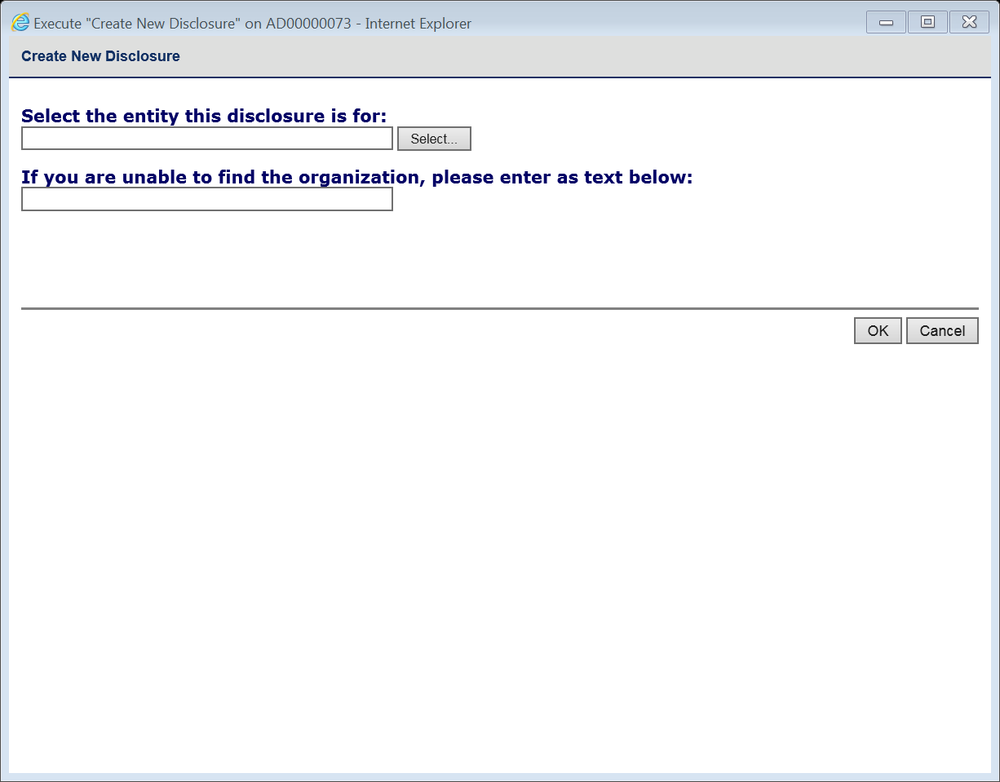 Execute "Create New Disclosure" on AD00000073 - Internet Explorer
Create New Disclosure
Select the entity this disclosure is for:
Select...
If you are unable to find the organization, please enter as text below:
OK Cancel